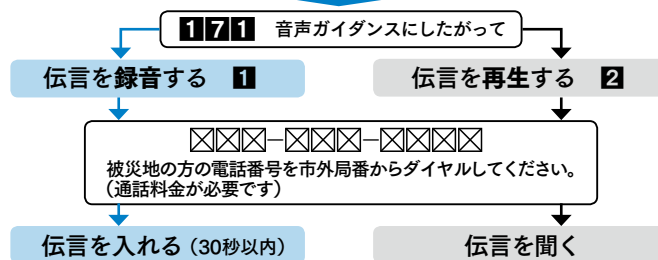 171 音声ガイダンスにしたがって
伝言を録音する 1
伝言を再生する 2
☒☒☒−☒☒☒−☒☒☒☒
被災地の方の電話番号を市外局番からダイヤルしてください。
(通話料金が必要です)
伝言を入れる(30秒以内)
伝言を聞く